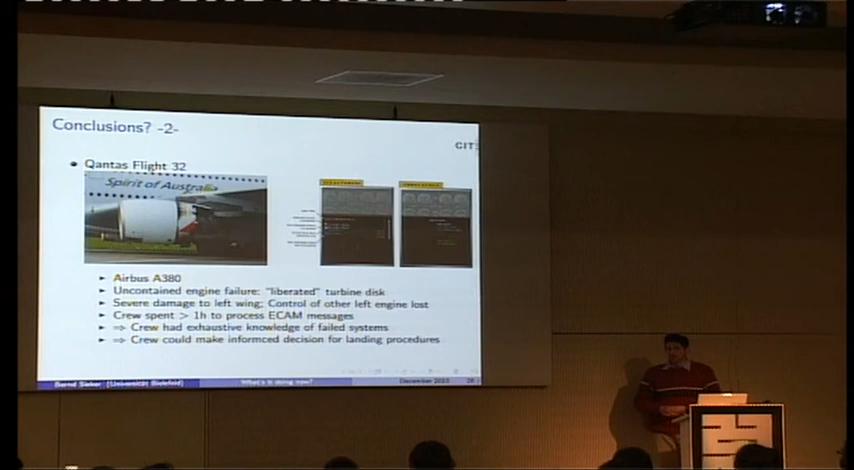 Conclusions? -2-
CIT
Qantas Flight 32
Spirit of Australia
Airbus A380
Uncontained engine failure: "liberated" turbine disk
Severe damage to left wing; Control of other left engine lost
Crew spent > 1h to process ECAM messages
⇒ Crew had exhaustive knowledge of failed systems
⇒ Crew could make informced decision for landing procedures
Bernd Sieker (Universität Bielefeld)
What's is doing now?
December 2010